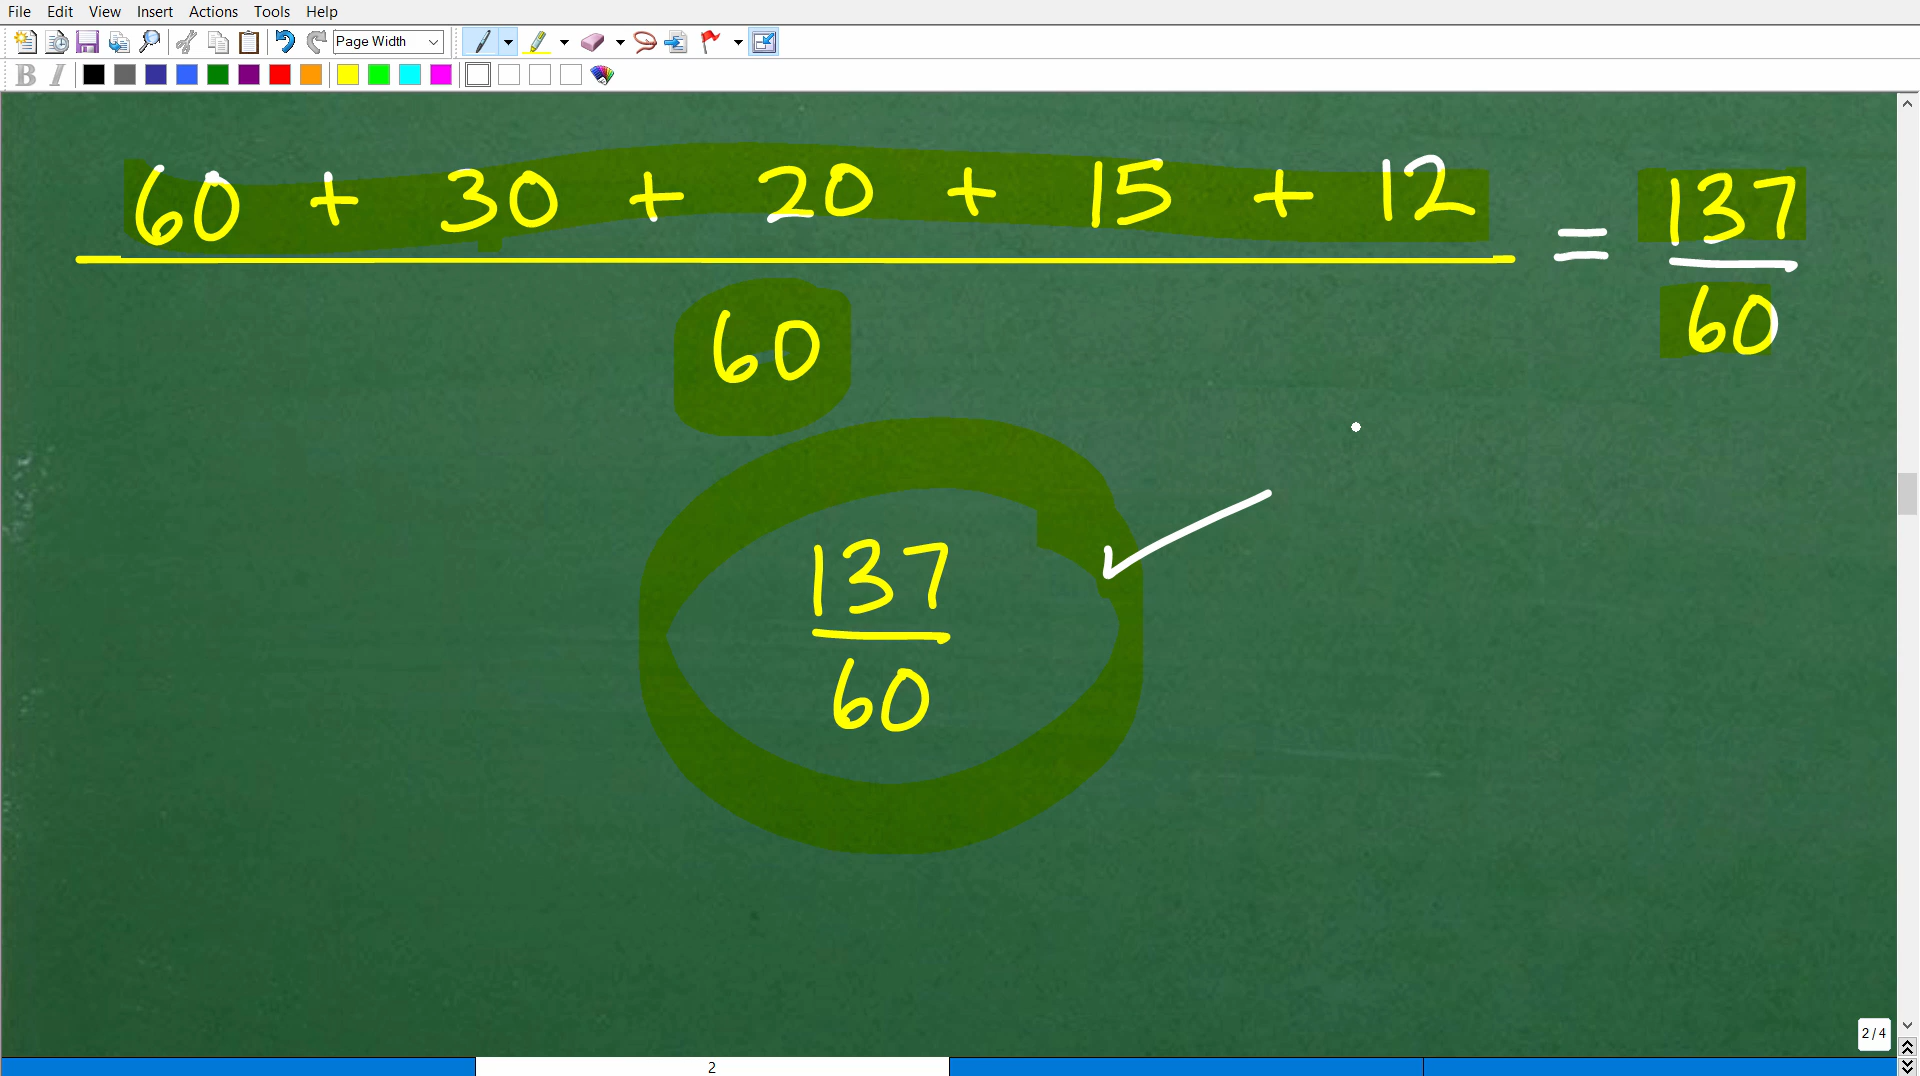 File Edit View Insert Actions Tools Help
Page Width
B I
60 + 30 + 20 + 15 + 12 = 137
60 60
137
60
2 / 4
2